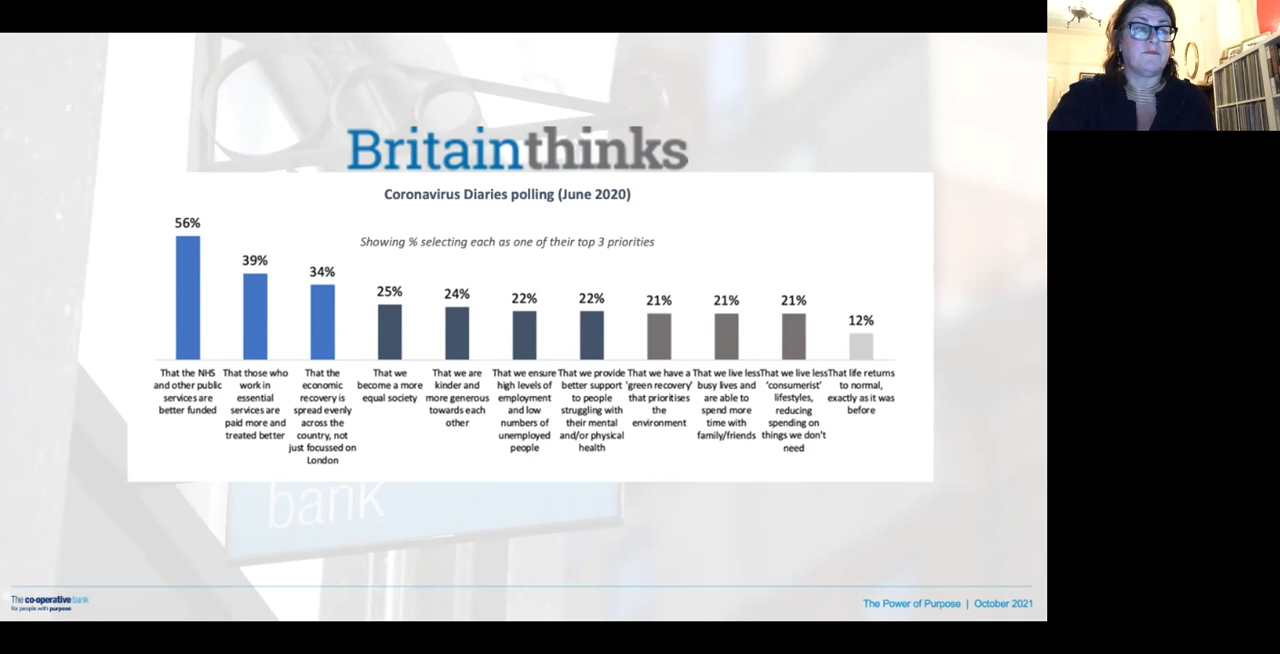 Britainthinks
Coronavirus Diaries polling (June 2020)
Showing % selecting each as one of their top 3 priorities
56%
39%
34%
25%
24%
22%
22%
21%
21%
21%
12%
That the NHS
and other public
services are
better funded
That those who
work in
essential
services are
paid more and
treated better
That the
economic
recovery is
spread evenly
across the
country, not
just focussed on
London
That we
become a more
equal society
That we are
kinder and
more generous
towards each
other
That we ensure
high levels of
employment
and low
numbers of
unemployed
people
That we provide
better support
to people
struggling with
their mental
and/or physical
health
That we have a
'green recovery'
that prioritises
the
environment
That we live less
busy lives and
are able to
spend more
time with
family/friends
That we live less
'consumerist'
lifestyles,
reducing
spending on
things we don't
need
That life returns
to normal,
exactly as it was
before
bank
The co-operative bank
for people with purpose
The Power of Purpose | October 2021